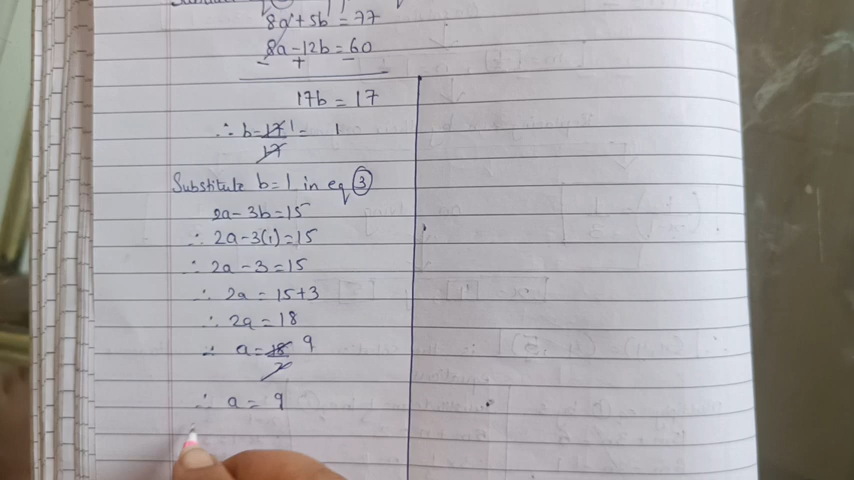 8a + 5b = 77
8a - 12b = 60
- + -
17b = 17
∴ b = 17/17 1 = 1
Substitute b = 1 in eq ③
2a - 3b = 15
∴ 2a - 3(1) = 15
∴ 2a - 3 = 15
∴ 2a = 15 + 3
∴ 2a = 18
∴ a = 18/2 9
∴ a = 9